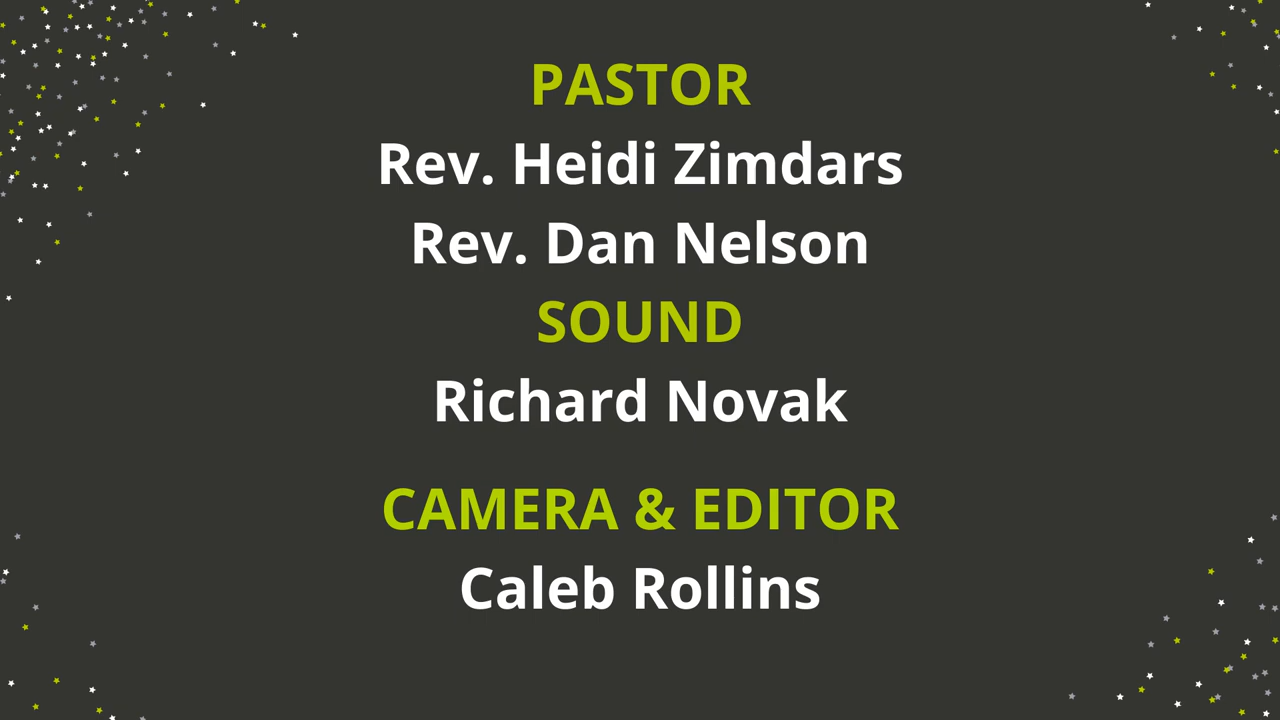 PASTOR
Rev. Heidi Zimdars
Rev. Dan Nelson
SOUND
Richard Novak
CAMERA & EDITOR
Caleb Rollins